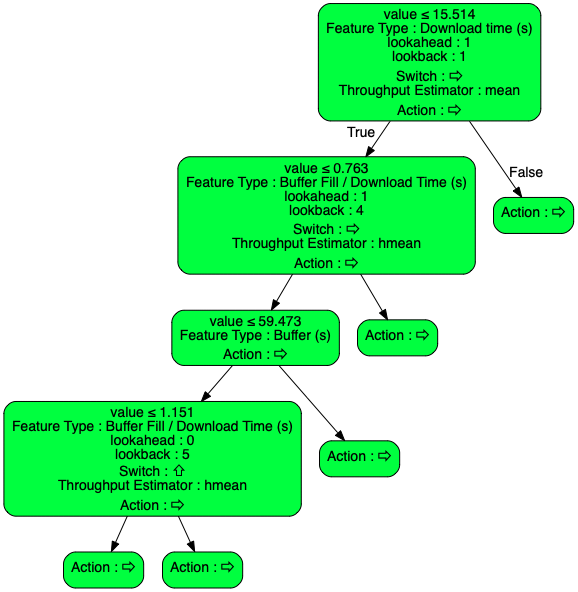 value ≤ 15.514
Feature Type : Download time (s)
lookahead : 1
lookback : 1
Switch : ⇨
Throughput Estimator : mean
Action : ⇨
True
False
value ≤ 0.763
Feature Type : Buffer Fill / Download Time (s)
lookahead : 1
lookback : 4
Switch : ⇨
Throughput Estimator : hmean
Action : ⇨
Action : ⇨
value ≤ 59.473
Feature Type : Buffer (s)
Action : ⇨
Action : ⇨
value ≤ 1.151
Feature Type : Buffer Fill / Download Time (s)
lookahead : 0
lookback : 5
Switch : ⇧
Throughput Estimator : hmean
Action : ⇨
Action : ⇨
Action : ⇨
Action : ⇨